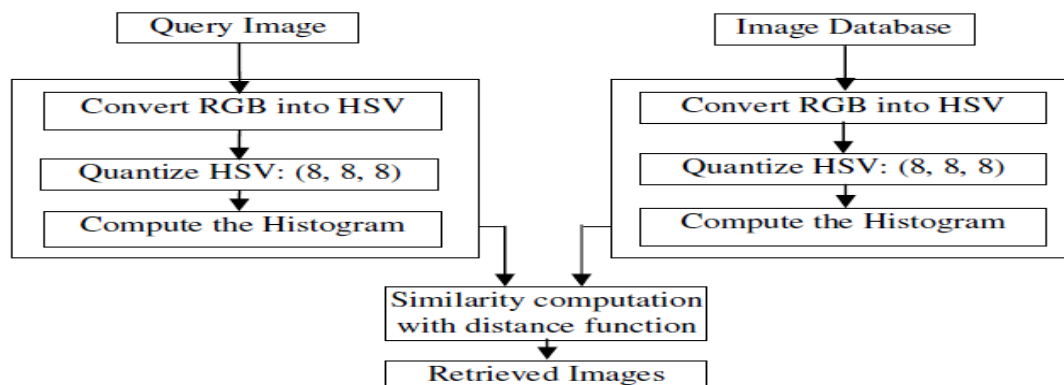 Query Image
Convert RGB into HSV
Quantize HSV: (8, 8, 8)
Compute the Histogram
Image Database
Convert RGB into HSV
Quantize HSV: (8, 8, 8)
Compute the Histogram
Similarity computation
with distance function
Retrieved Images